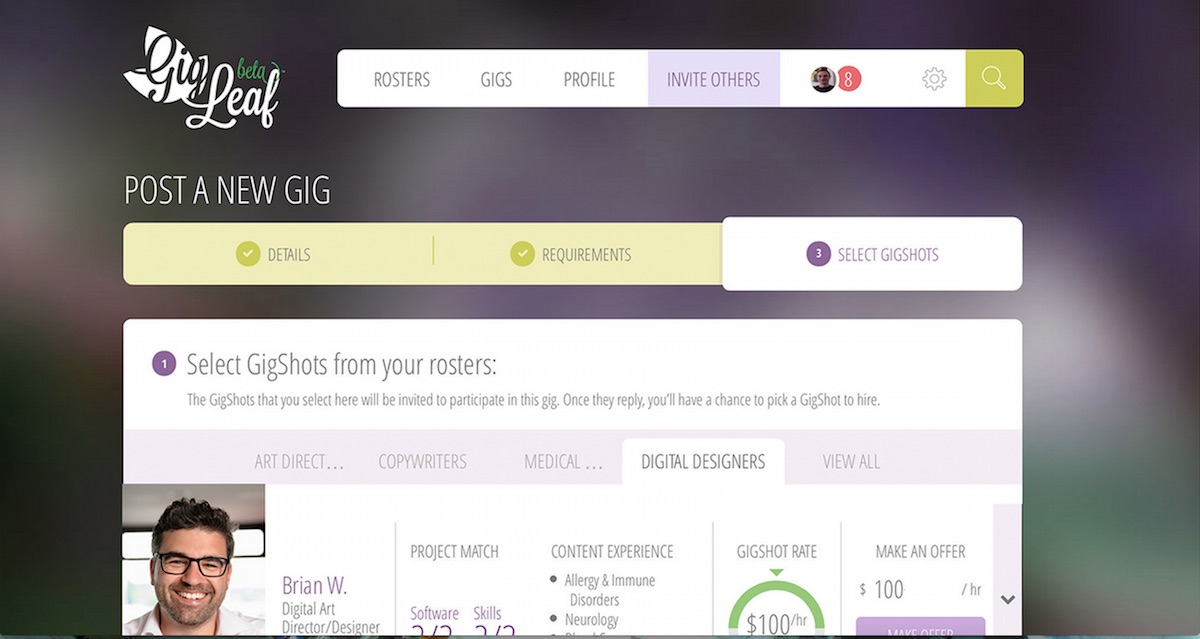 Gig
Leaf
beta
ROSTERS GIGS PROFILE INVITE OTHERS 8
POST A NEW GIG
DETAILS REQUIREMENTS 3 SELECT GIGSHOTS
1 Select GigShots from your rosters:
The GigShots that you select here will be invited to participate in this gig. Once they reply, you’ll have a chance to pick a GigShot to hire.
ART DIRECT... COPYWRITERS MEDICAL ... DIGITAL DESIGNERS VIEW ALL
Brian W.
Digital Art
Director/Designer
PROJECT MATCH
Software Skills
CONTENT EXPERIENCE
Allergy & Immune
Disorders
Neurology
GIGSHOT RATE
$100/hr
MAKE AN OFFER
$ 100 / hr
MAKE OFFER